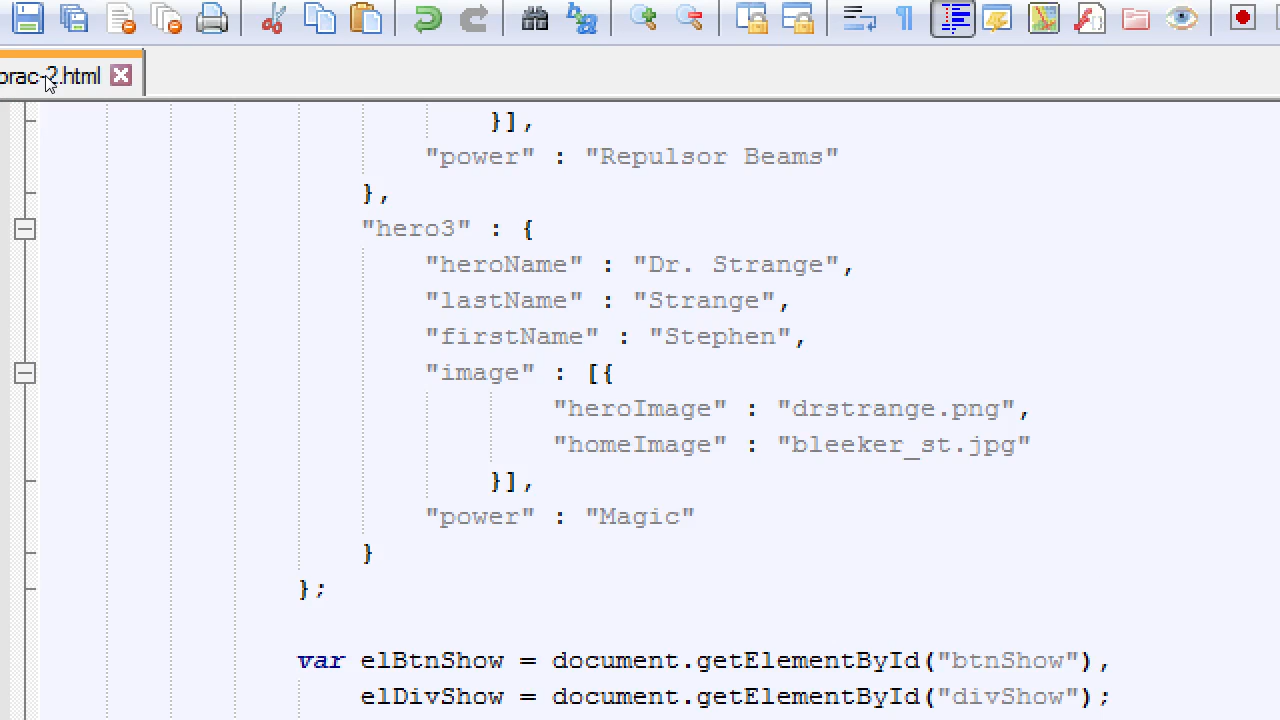 prac-2.html
}],
"power" : "Repulsor Beams"
},
"hero3" : {
"heroName" : "Dr. Strange",
"lastName" : "Strange",
"firstName" : "Stephen",
"image" : [{
"heroImage" : "drstrange.png",
"homeImage" : "bleeker_st.jpg"
}],
"power" : "Magic"
}
};
var elBtnShow = document.getElementById("btnShow"),
elDivShow = document.getElementById("divShow");